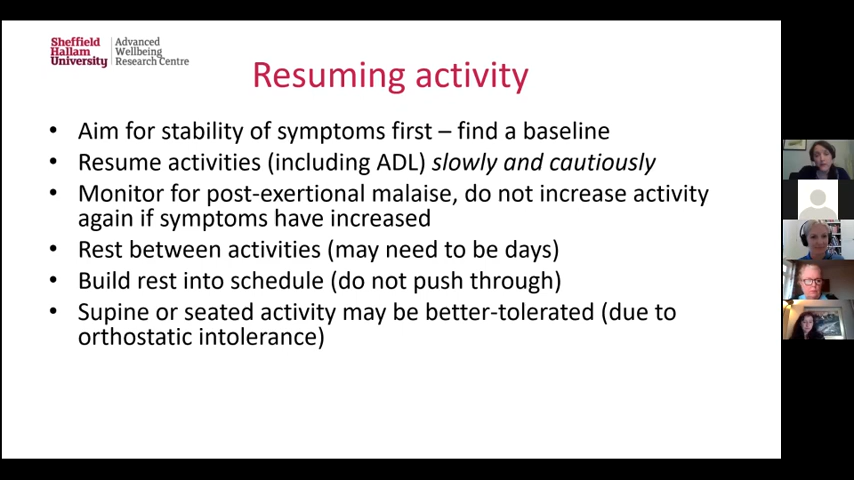 Sheffield
Hallam
University
Advanced
Wellbeing
Research Centre
Resuming activity
• Aim for stability of symptoms first – find a baseline
• Resume activities (including ADL) slowly and cautiously
• Monitor for post-exertional malaise, do not increase activity
again if symptoms have increased
• Rest between activities (may need to be days)
• Build rest into schedule (do not push through)
• Supine or seated activity may be better-tolerated (due to
orthostatic intolerance)